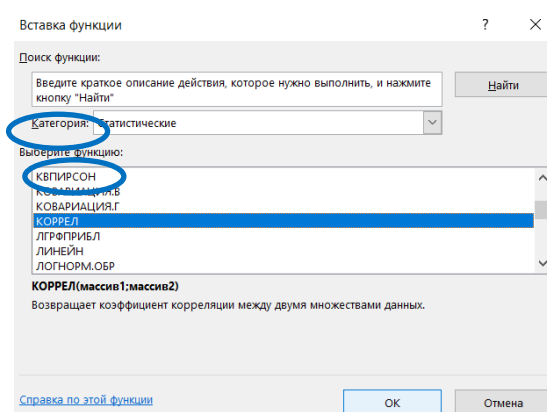 Вставка функции ? ×
Поиск функции:
Введите краткое описание действия, которое нужно выполнить, и нажмите
кнопку "Найти"
Найти
Категория: Статистические
Выберите функцию:
КВПИРСОН
КОВАРИАЦИЯ.В
КОВАРИАЦИЯ.Г
КОРРЕЛ
ЛГРФПРИБЛ
ЛИНЕЙН
ЛОГНОРМ.ОБР
КОРРЕЛ(массив1;массив2)
Возвращает коэффициент корреляции между двумя множествами данных.
Справка по этой функции
ОК
Отмена